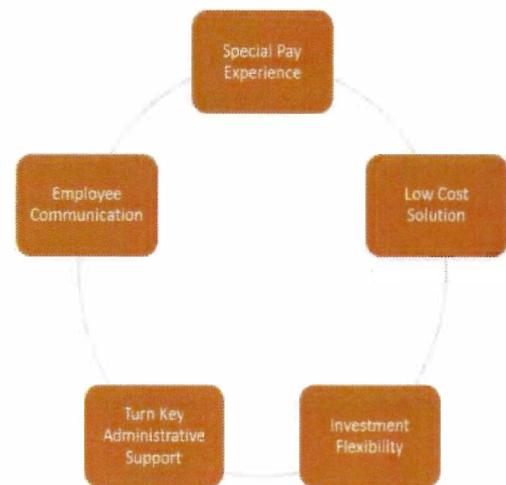 Special Pay
Experience
Low Cost
Solution
Investment
Flexibility
Turn Key
Administrative
Support
Employee
Communication